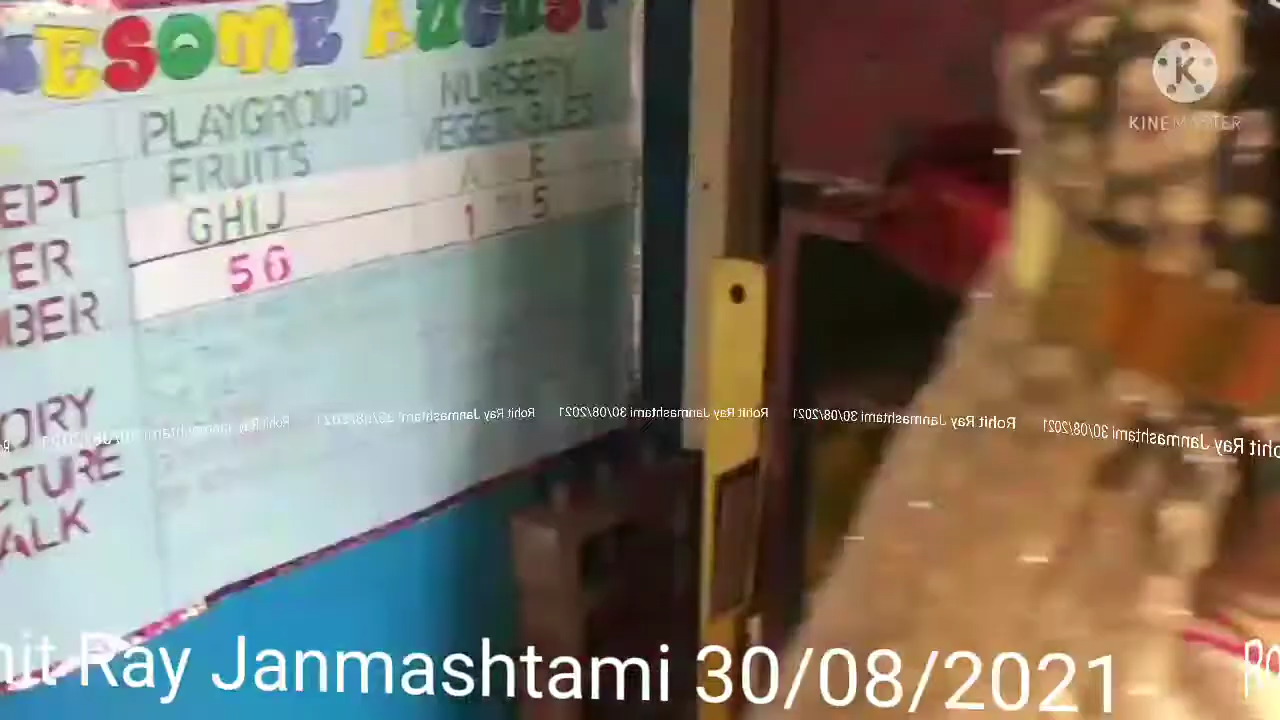 ESOME AUGUST
PLAYGROUP NURSERY
FRUITS VEGETABLES
EPT GHIJ A E
ER 56 1 5
MBER
ORY
CTURE
ALK
KINEMASTER
Rohit Ray Janmashtami 30/08/2021 Rohit Ray Janmashtami 30/08/2021 Rohit Ray Janmashtami 30/08/2021 Rohit Ray Janmashtami 30/08/2021
hit Ray Janmashtami 30/08/2021 Ro